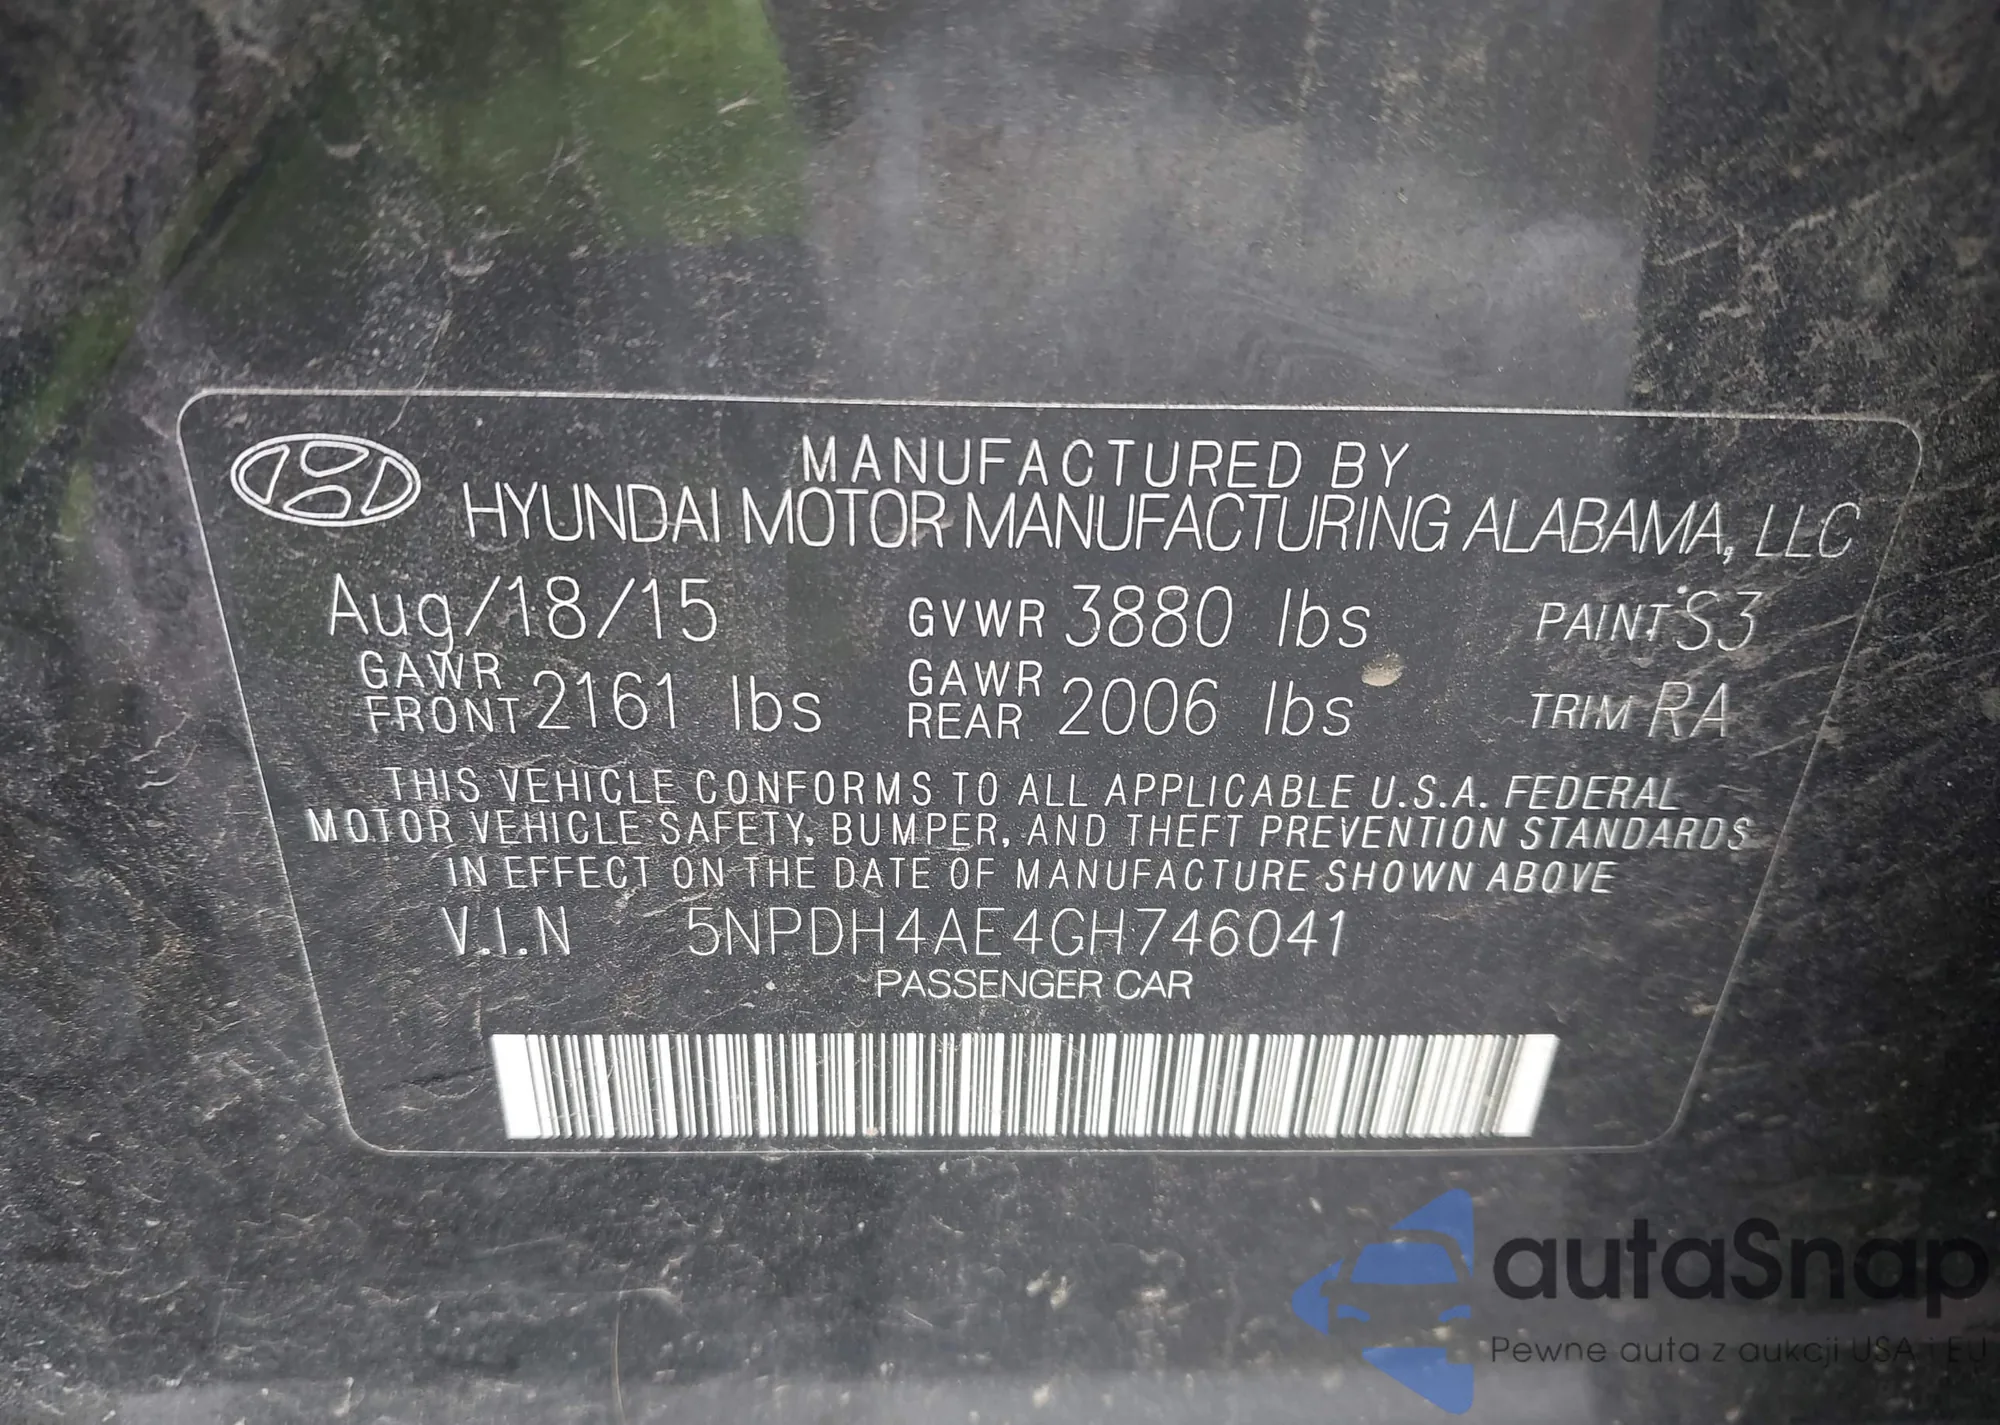 MANUFACTURED BY
HYUNDAI MOTOR MANUFACTURING ALABAMA, LLC
Aug/18/15 GVWR 3880 lbs PAINT S3
GAWR FRONT 2161 lbs GAWR REAR 2006 lbs TRIM RA
THIS VEHICLE CONFORMS TO ALL APPLICABLE U.S.A. FEDERAL
MOTOR VEHICLE SAFETY, BUMPER, AND THEFT PREVENTION STANDARDS
IN EFFECT ON THE DATE OF MANUFACTURE SHOWN ABOVE
V.I.N 5NPDH4AE4GH746041
PASSENGER CAR
autaSnap
Pewne auta z aukcji USA i EU